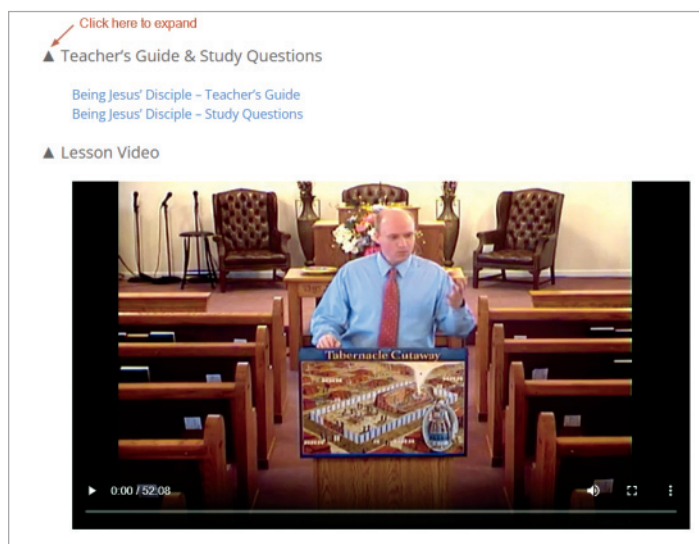 Click here to expand
▲ Teacher's Guide & Study Questions
Being Jesus' Disciple – Teacher's Guide
Being Jesus' Disciple – Study Questions
▲ Lesson Video
Tabernacle Cutaway
0:00 / 52:08